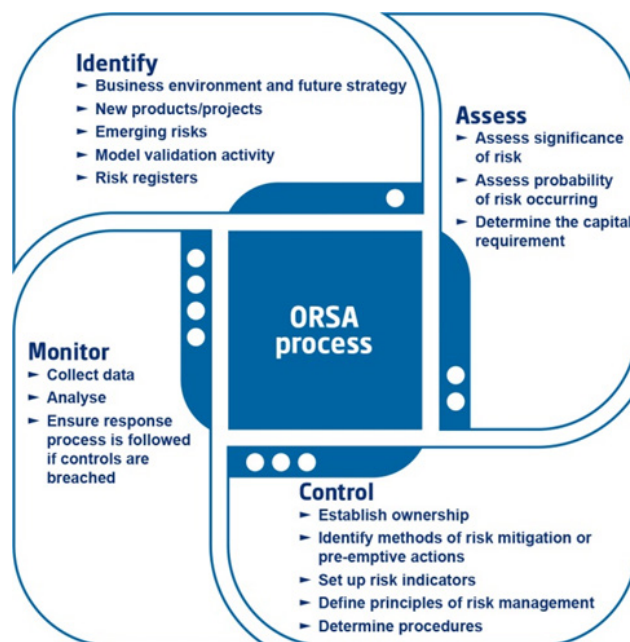 Identify
► Business environment and future strategy
► New products/projects
► Emerging risks
► Model validation activity
► Risk registers
Assess
► Assess significance
of risk
► Assess probability
of risk occurring
► Determine the capital
requirement
ORSA
process
Monitor
► Collect data
► Analyse
► Ensure response
process is followed
if controls are
breached
Control
► Establish ownership
► Identify methods of risk mitigation or
pre-emptive actions
► Set up risk indicators
► Define principles of risk management
► Determine procedures